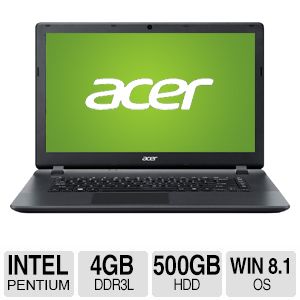 acer
acer
INTEL
PENTIUM
4GB
DDR3L
500GB
HDD
WIN 8.1
OS